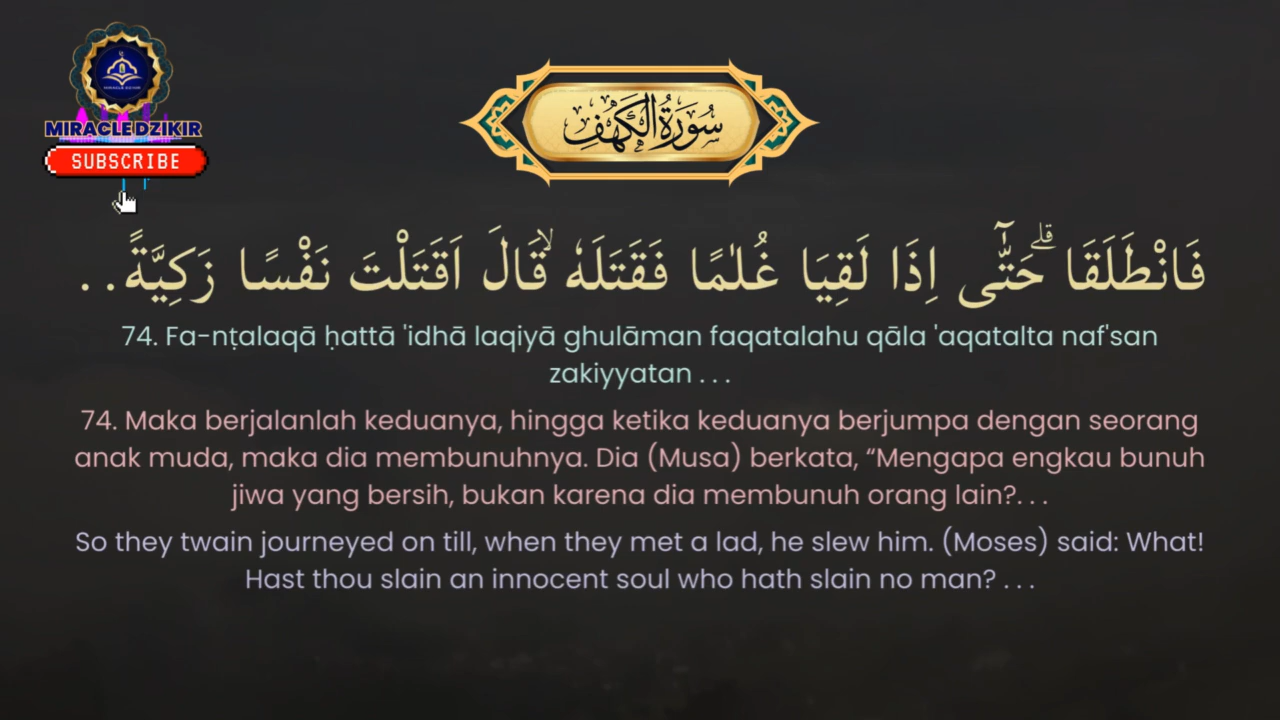 MIRACLE DZIKIR
SUBSCRIBE
سُورَةُ الْكَهْفِ
فَانْطَلَقَا ۗحَتّٰٓى اِذَا لَقِيَا غُلٰمًا فَقَتَلَهٗ ۙقَالَ اَقَتَلْتَ نَفْسًا زَكِيَّةً . .
74. Fa-nṭalaqā ḥattā 'idhā laqiyā ghulāman faqatalahu qāla 'aqatalta naf'san
zakiyyatan . . .
74. Maka berjalanlah keduanya, hingga ketika keduanya berjumpa dengan seorang
anak muda, maka dia membunuhnya. Dia (Musa) berkata, “Mengapa engkau bunuh
jiwa yang bersih, bukan karena dia membunuh orang lain?. . .
So they twain journeyed on till, when they met a lad, he slew him. (Moses) said: What!
Hast thou slain an innocent soul who hath slain no man? . . .